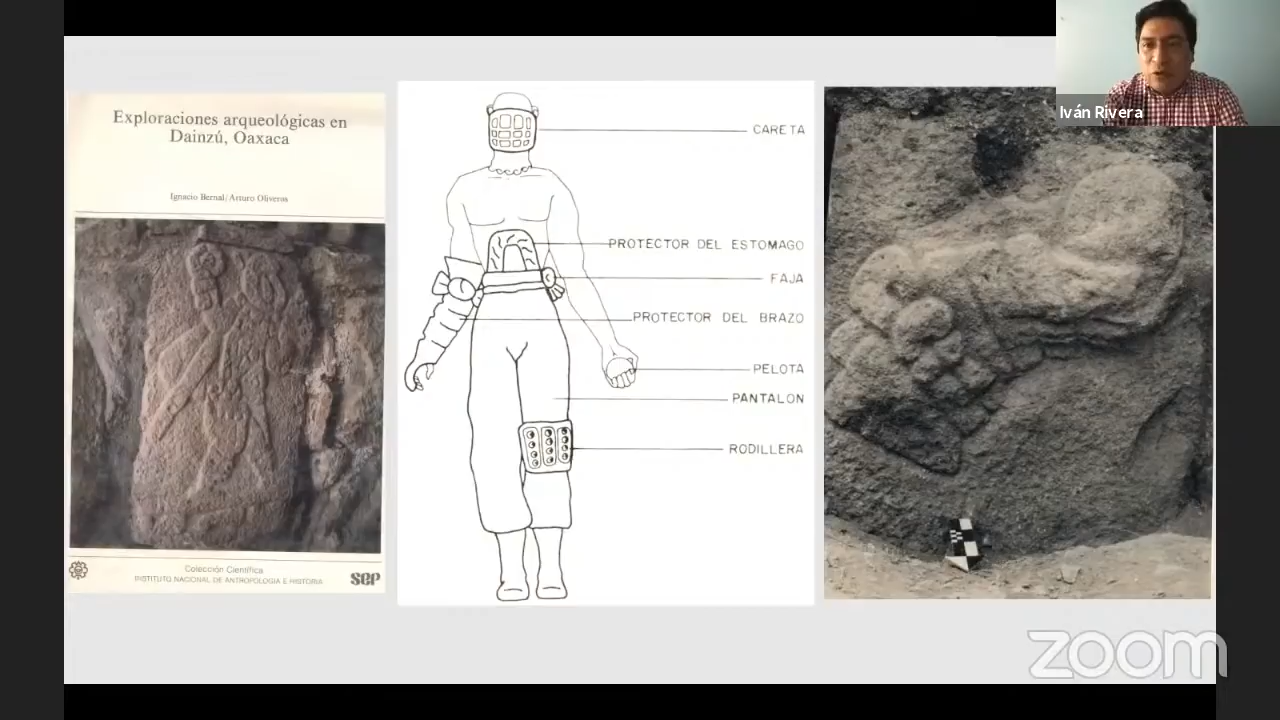 Exploraciones arqueológicas en
Dainzú, Oaxaca
Ignacio Bernal/Arturo Oliveros
Colección Científica
INSTITUTO NACIONAL DE ANTROPOLOGIA E HISTORIA
SEP
CARETA
PROTECTOR DEL ESTOMAGO
FAJA
PROTECTOR DEL BRAZO
PELOTA
PANTALON
RODILLERA
Iván Rivera
zoom